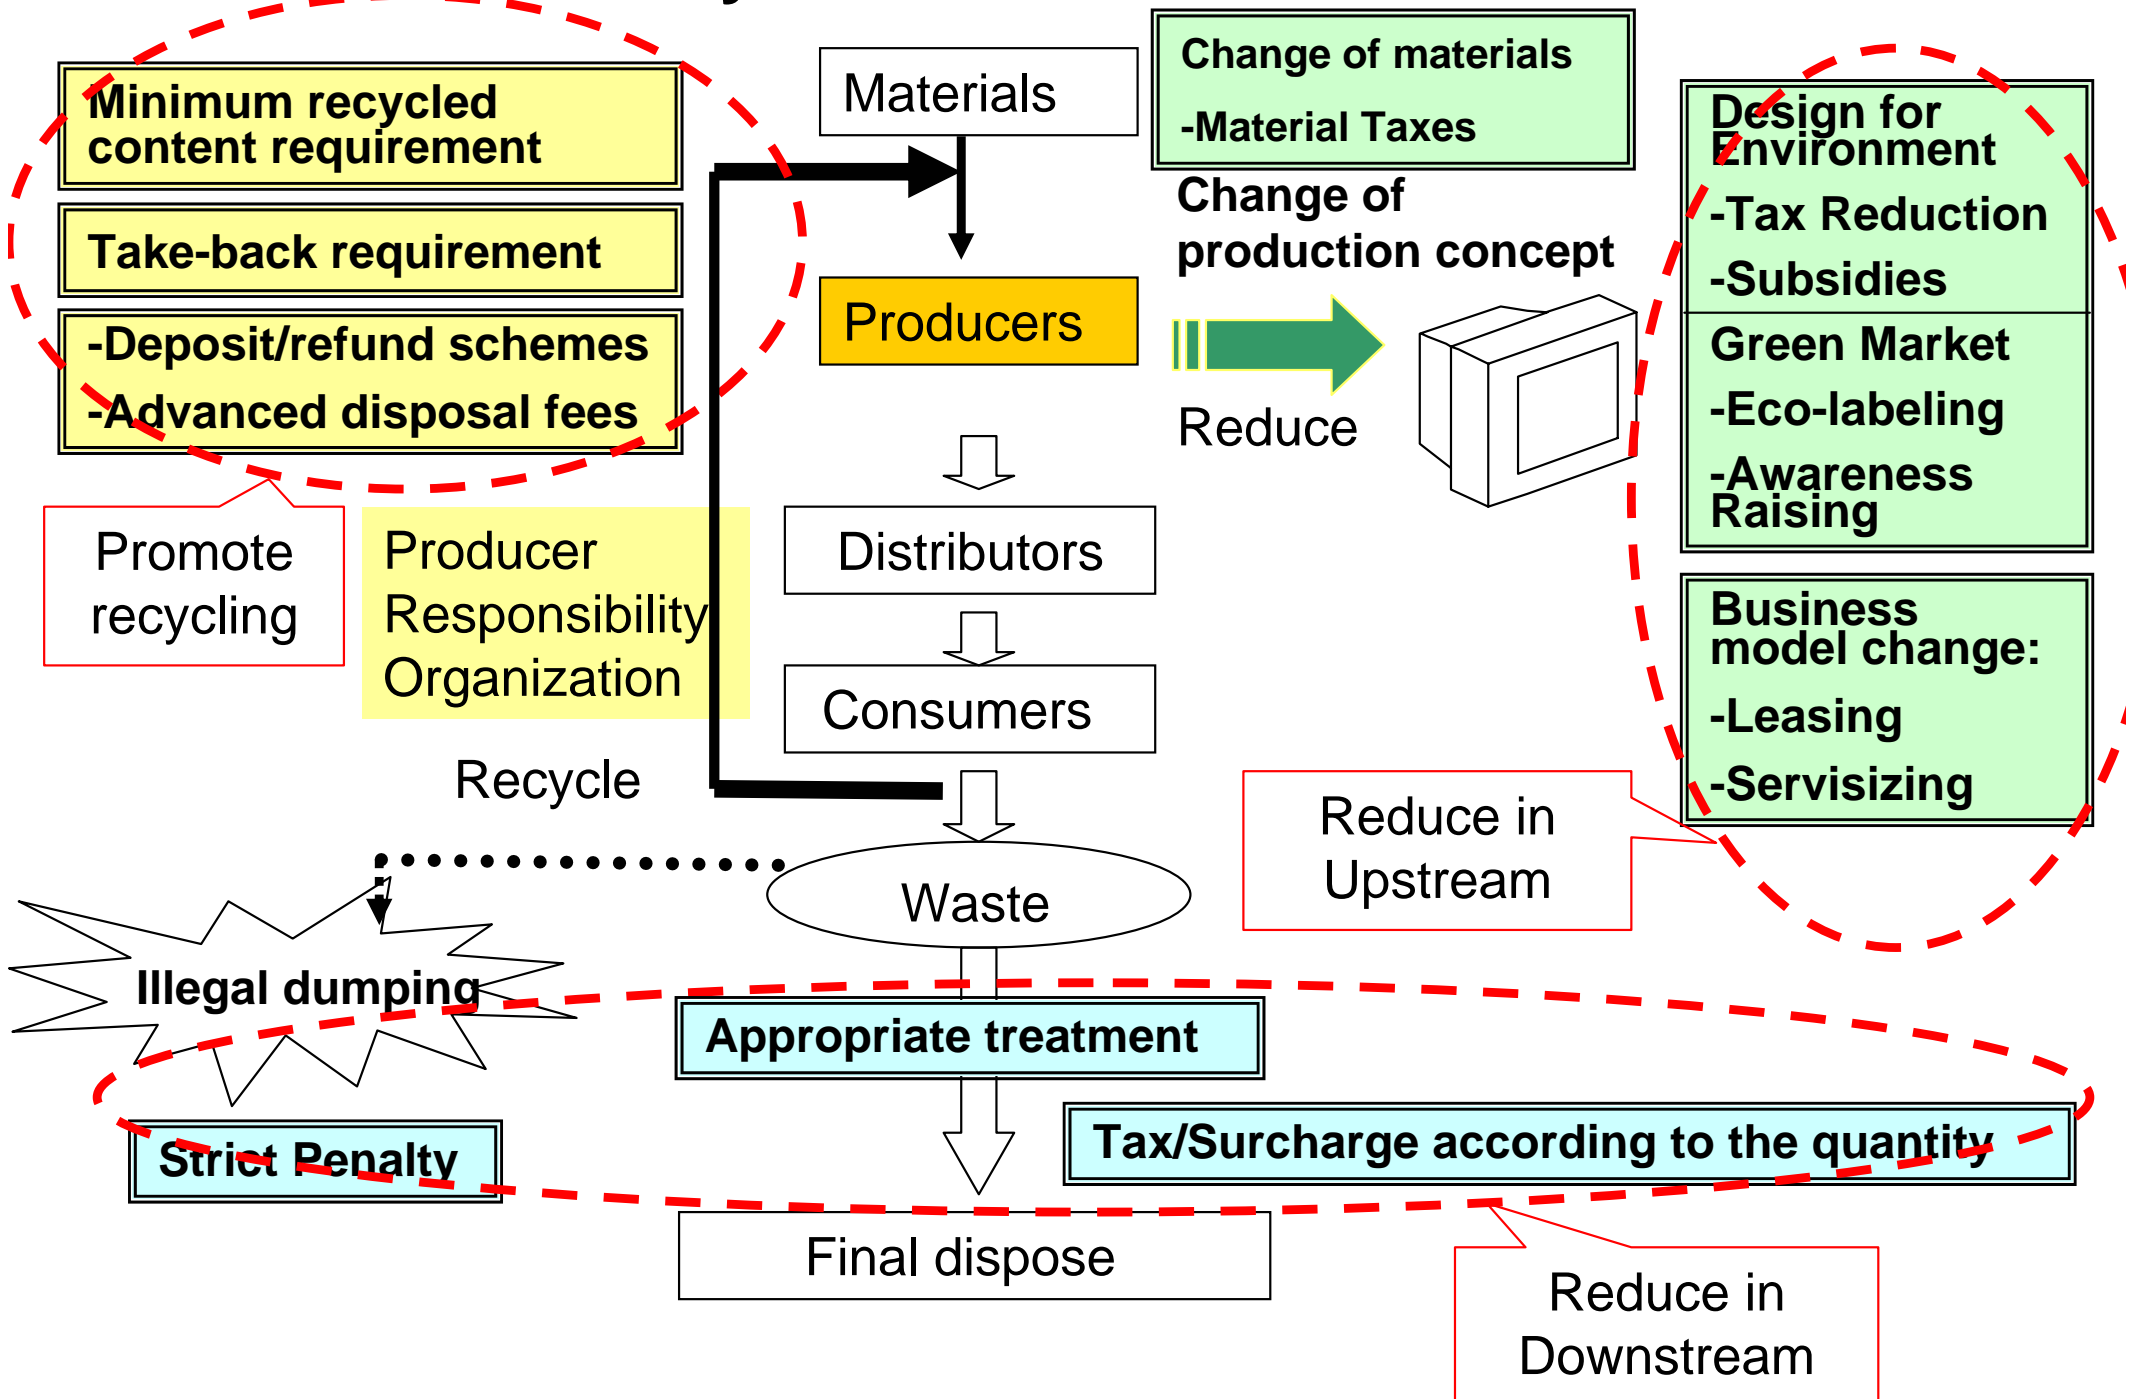 Minimum recycled
content requirement
Take-back requirement
-Deposit/refund schemes
-Advanced disposal fees
Promote
recycling
Producer
Responsibility
Organization
Recycle
Materials
Producers
Distributors
Consumers
Waste
Change of materials
-Material Taxes
Change of
production concept
Reduce
Design for
Environment
-Tax Reduction
-Subsidies
Green Market
-Eco-labeling
-Awareness
Raising
Business
model change:
-Leasing
-Servisizing
Reduce in
Upstream
Illegal dumping
Appropriate treatment
Strict Penalty
Tax/Surcharge according to the quantity
Final dispose
Reduce in
Downstream